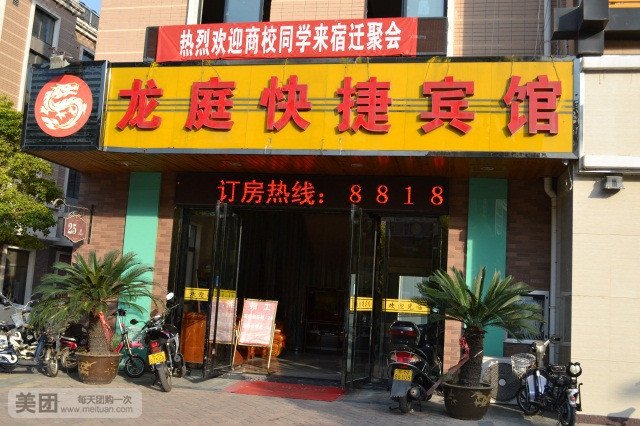 热烈欢迎商校同学来宿迁聚会
龙庭快捷宾馆
订房热线：8818
25
美团 每天团购一次
www.meituan.com